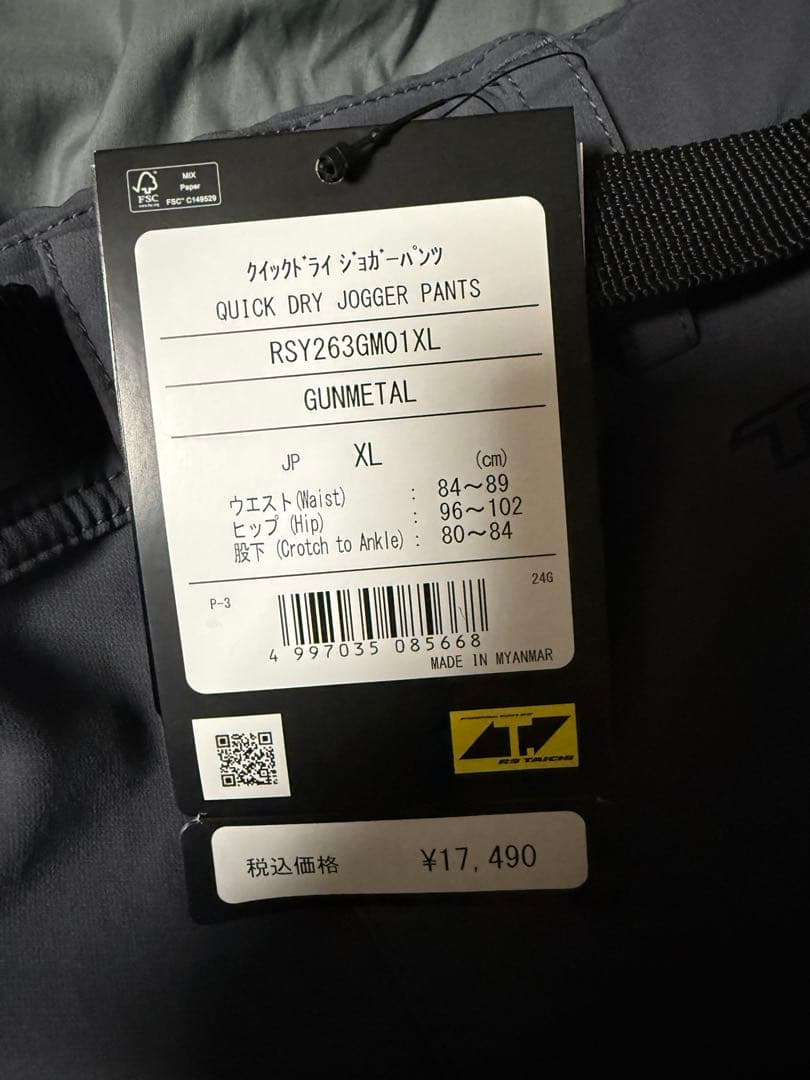 MIX
Paper
FSC
FSC™ C149529
ｸｲｯｸﾄﾞﾗｲ ｼﾞｮｶﾞｰﾊﾟﾝﾂ
QUICK DRY JOGGER PANTS
RSY263GM01XL
GUNMETAL
JP XL (cm)
ウエスト(Waist) : 84～89
ヒップ (Hip) : 96～102
股下 (Crotch to Ankle) : 80～84
P-3 24G
4 997035 085668
MADE IN MYANMAR
RS TAICHI
税込価格 ¥17,490